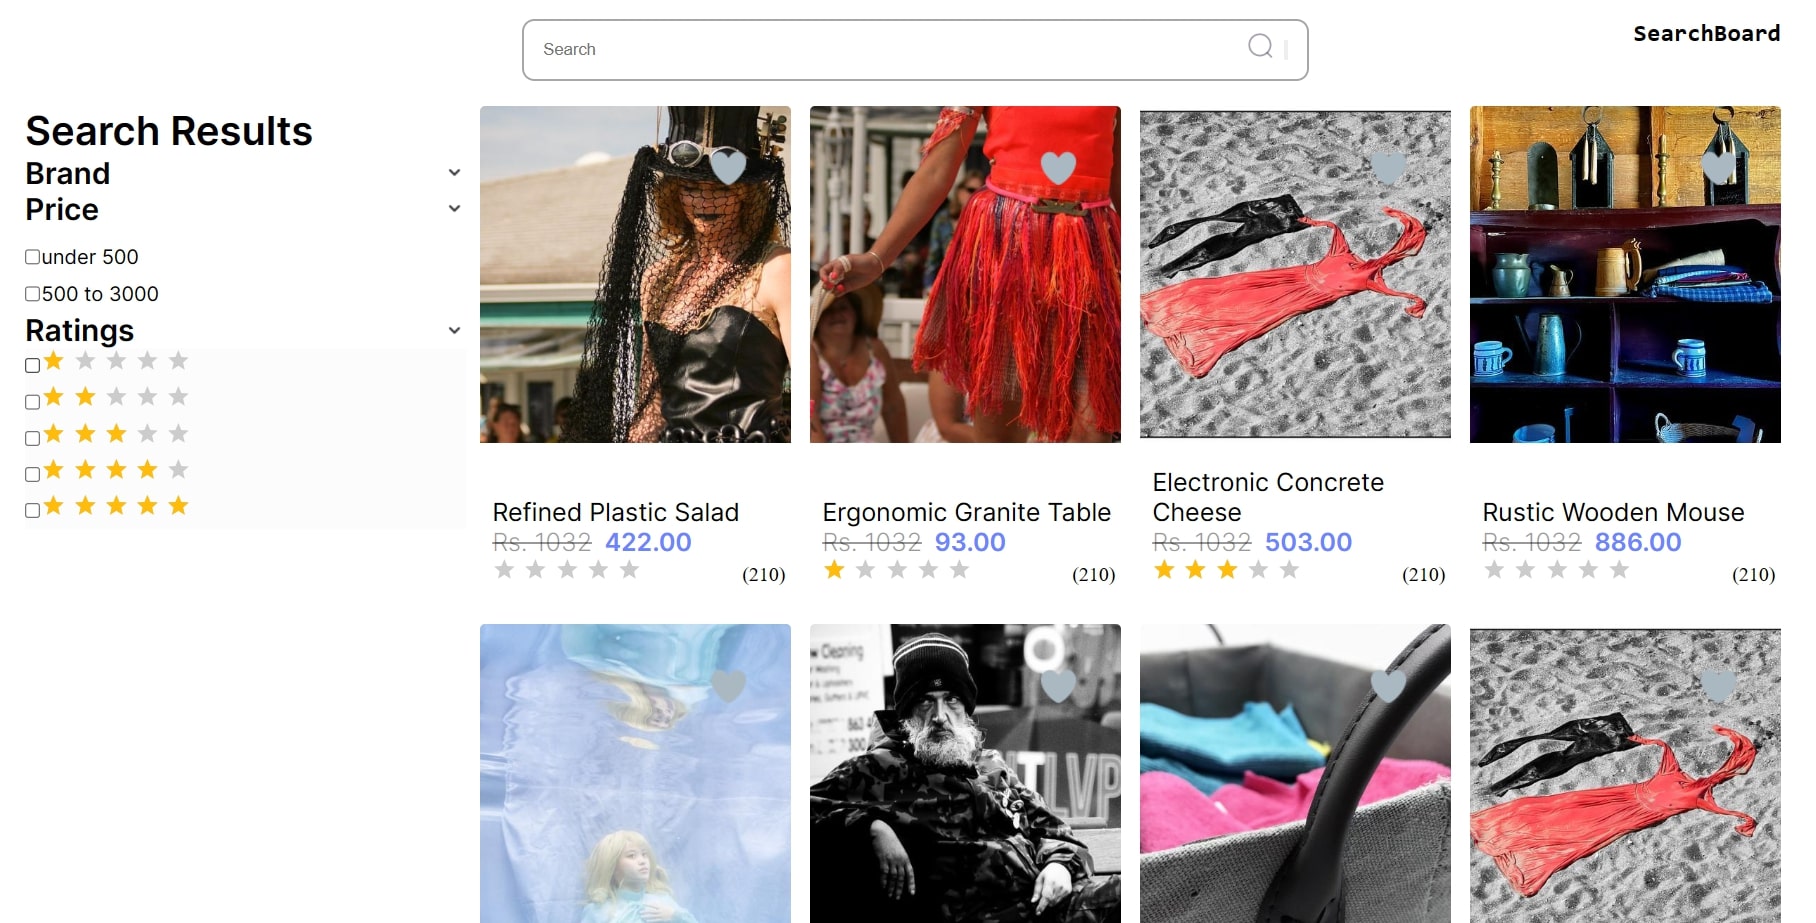 Search
SearchBoard
Search Results
Brand
Price
under 500
500 to 3000
Ratings
Refined Plastic Salad
Rs. 1032 422.00
(210)
Ergonomic Granite Table
Rs. 1032 93.00
(210)
Electronic Concrete
Cheese
Rs. 1032 503.00
(210)
Rustic Wooden Mouse
Rs. 1032 886.00
(210)
Cleaning